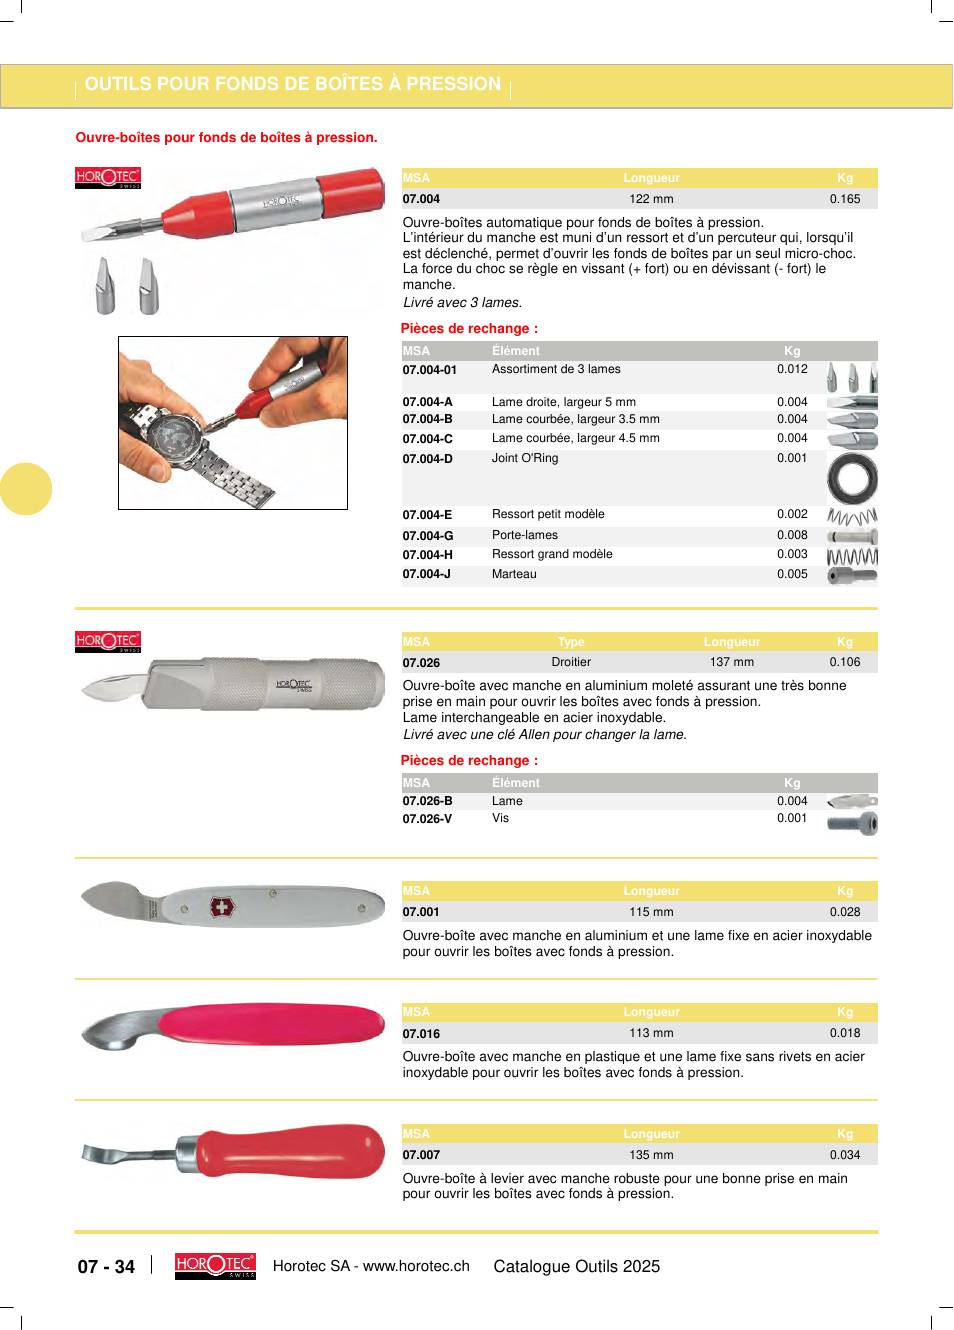 OUTILS POUR FONDS DE BOÎTES À PRESSION
Ouvre-boîtes pour fonds de boîtes à pression.
HOROTEC
SWISS
HOROTEC
MSA Longueur Kg
07.004 122 mm 0.165
Ouvre-boîtes automatique pour fonds de boîtes à pression.
L'intérieur du manche est muni d'un ressort et d'un percuteur qui, lorsqu'il
est déclenché, permet d'ouvrir les fonds de boîtes par un seul micro-choc.
La force du choc se règle en vissant (+ fort) ou en dévissant (- fort) le
manche.
Livré avec 3 lames.
Pièces de rechange :
MSA Élément Kg
07.004-01 Assortiment de 3 lames 0.012
07.004-A Lame droite, largeur 5 mm 0.004
07.004-B Lame courbée, largeur 3.5 mm 0.004
07.004-C Lame courbée, largeur 4.5 mm 0.004
07.004-D Joint O'Ring 0.001
07.004-E Ressort petit modèle 0.002
07.004-G Porte-lames 0.008
07.004-H Ressort grand modèle 0.003
07.004-J Marteau 0.005
HOROTEC
SWISS
HOROTEC
SWISS
MSA Type Longueur Kg
07.026 Droitier 137 mm 0.106
Ouvre-boîte avec manche en aluminium moleté assurant une très bonne
prise en main pour ouvrir les boîtes avec fonds à pression.
Lame interchangeable en acier inoxydable.
Livré avec une clé Allen pour changer la lame.
Pièces de rechange :
MSA Élément Kg
07.026-B Lame 0.004
07.026-V Vis 0.001
MSA Longueur Kg
07.001 115 mm 0.028
Ouvre-boîte avec manche en aluminium et une lame fixe en acier inoxydable
pour ouvrir les boîtes avec fonds à pression.
MSA Longueur Kg
07.016 113 mm 0.018
Ouvre-boîte avec manche en plastique et une lame fixe sans rivets en acier
inoxydable pour ouvrir les boîtes avec fonds à pression.
MSA Longueur Kg
07.007 135 mm 0.034
Ouvre-boîte à levier avec manche robuste pour une bonne prise en main
pour ouvrir les boîtes avec fonds à pression.
07 - 34
HOROTEC
SWISS
Horotec SA - www.horotec.ch Catalogue Outils 2025